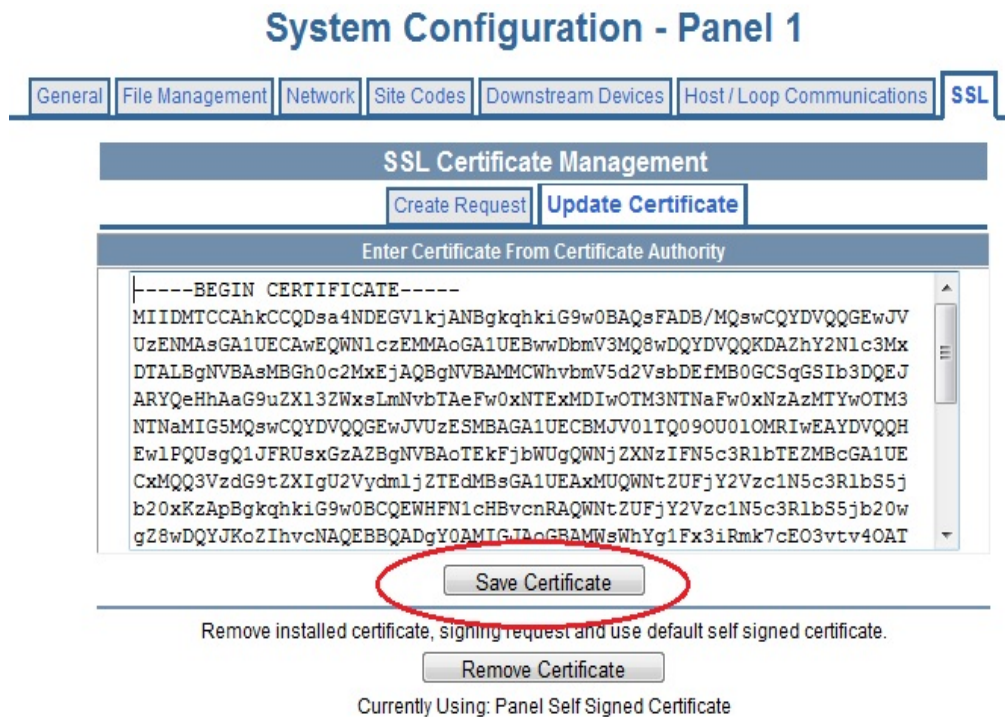 System Configuration - Panel 1
General File Management Network Site Codes Downstream Devices Host / Loop Communications SSL
SSL Certificate Management
Create Request Update Certificate
Enter Certificate From Certificate Authority
-----BEGIN CERTIFICATE-----
MIIDMTCCAhkCCQDsa4NDEGVlkjANBgkqhkiG9w0BAQsFADB/MQswCQYDVQQGEwJV
UzENMAsGA1UECAwEQWNlczEMMAoGA1UEBwwDbmV3MQ8wDQYDVQQKDAZhY2Nlc3Mx
DTALBgNVBAsMBGh0c2MxEjAQBgNVBAMMCWhvbmV5d2VsbDEfMB0GCSqGSIb3DQEJ
ARYQeHhAaG9uZXl3ZWxsLmNvbTAeFw0xNTExMDIwOTM3NTNaFw0xNzAzMTYwOTM3
NTNaMIG5MQswCQYDVQQGEwJVUzESMBAGA1UECBMJV0lTQ09OU0lOMRIwEAYDVQQH
EwlPQUsgQ1JFRUsxGzAZBgNVBAoTEkFjbWUgQWNjZXNzIFN5c3RlbTEZMBcGA1UE
CxMQQ3VzdG9tZXIgU2VydmljZTEdMBsGA1UEAxMUQWNtZUFjY2Vzc1N5c3RlbS5j
b20xKzApBgkqhkiG9w0BCQEWHFN1cHBvcnRAQWNtZUFjY2Vzc1N5c3RlbS5jb20w
gZ8wDQYJKoZIhvcNAQEBBQADgY0AMIGJAoGBAMWsWhYg1Fx3iRmk7cEO3vtv4OAT
Save Certificate
Remove installed certificate, signing request and use default self signed certificate.
Remove Certificate
Currently Using: Panel Self Signed Certificate